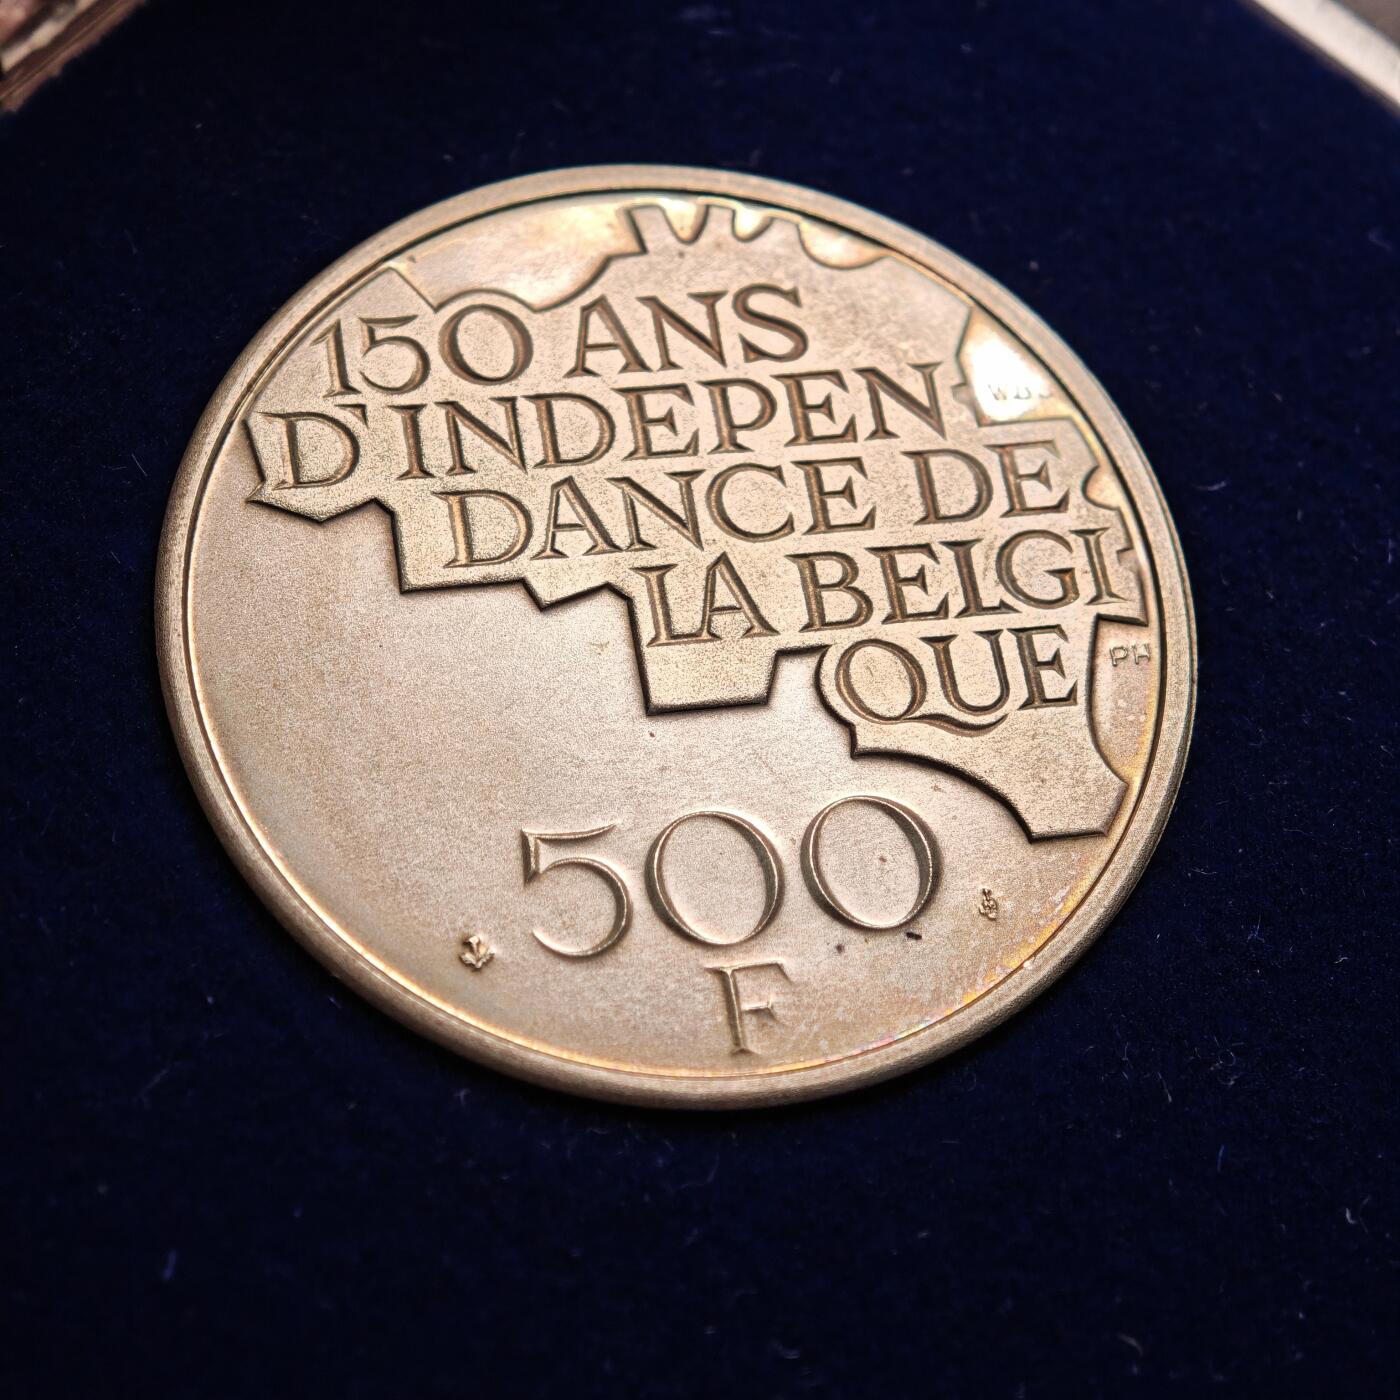 150 ANS
D'INDEPEN
DANCE DE
LA BELGI
QUE
PH
500
F